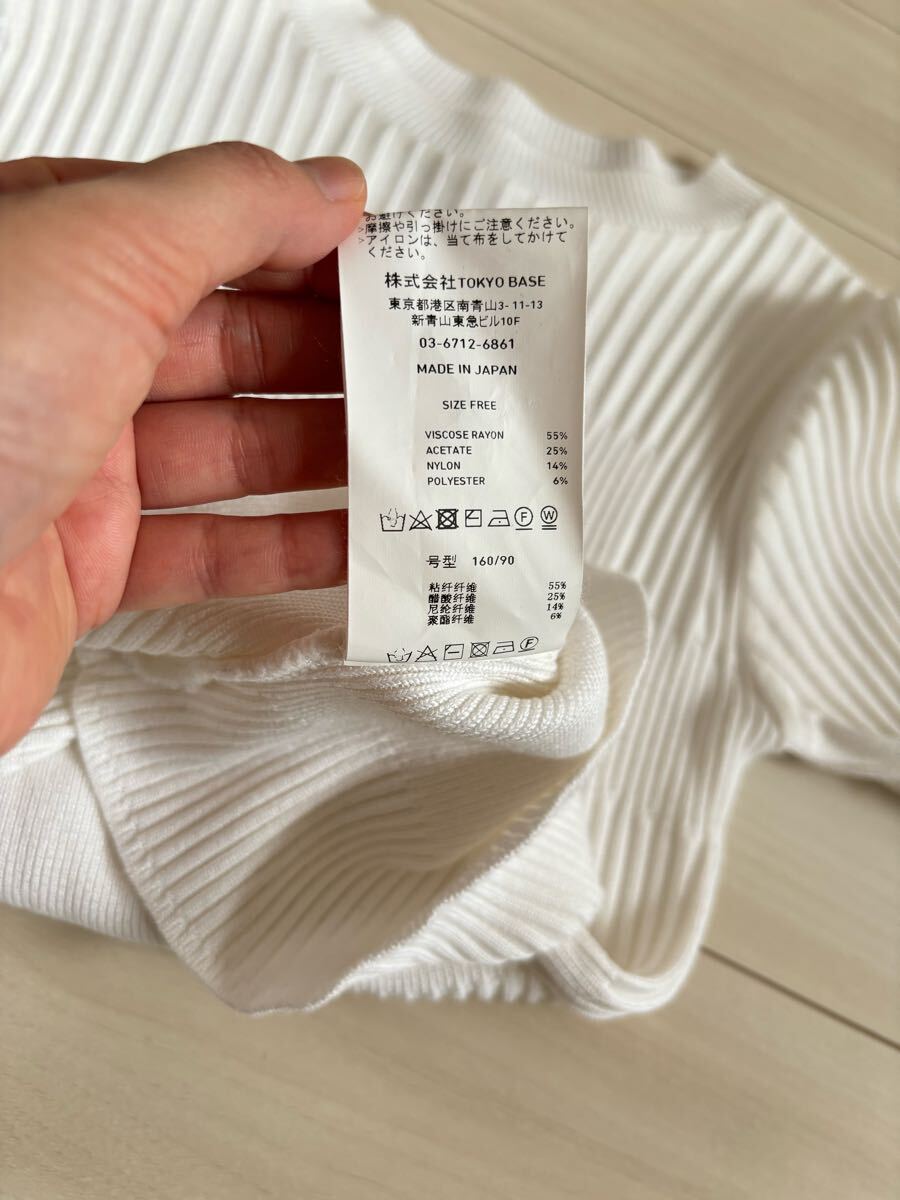 お避けください。
>摩擦や引っ掛けにご注意ください。
>アイロンは、当て布をしてかけて
ください。
株式会社TOKYO BASE
東京都港区南青山3-11-13
新青山東急ビル10F
03-6712-6861
MADE IN JAPAN
SIZE FREE
VISCOSE RAYON 55%
ACETATE 25%
NYLON 14%
POLYESTER 6%
F W
号型 160/90
粘纤纤维 55%
醋酸纤维 25%
尼纶纤维 14%
聚酯纤维 6%
F